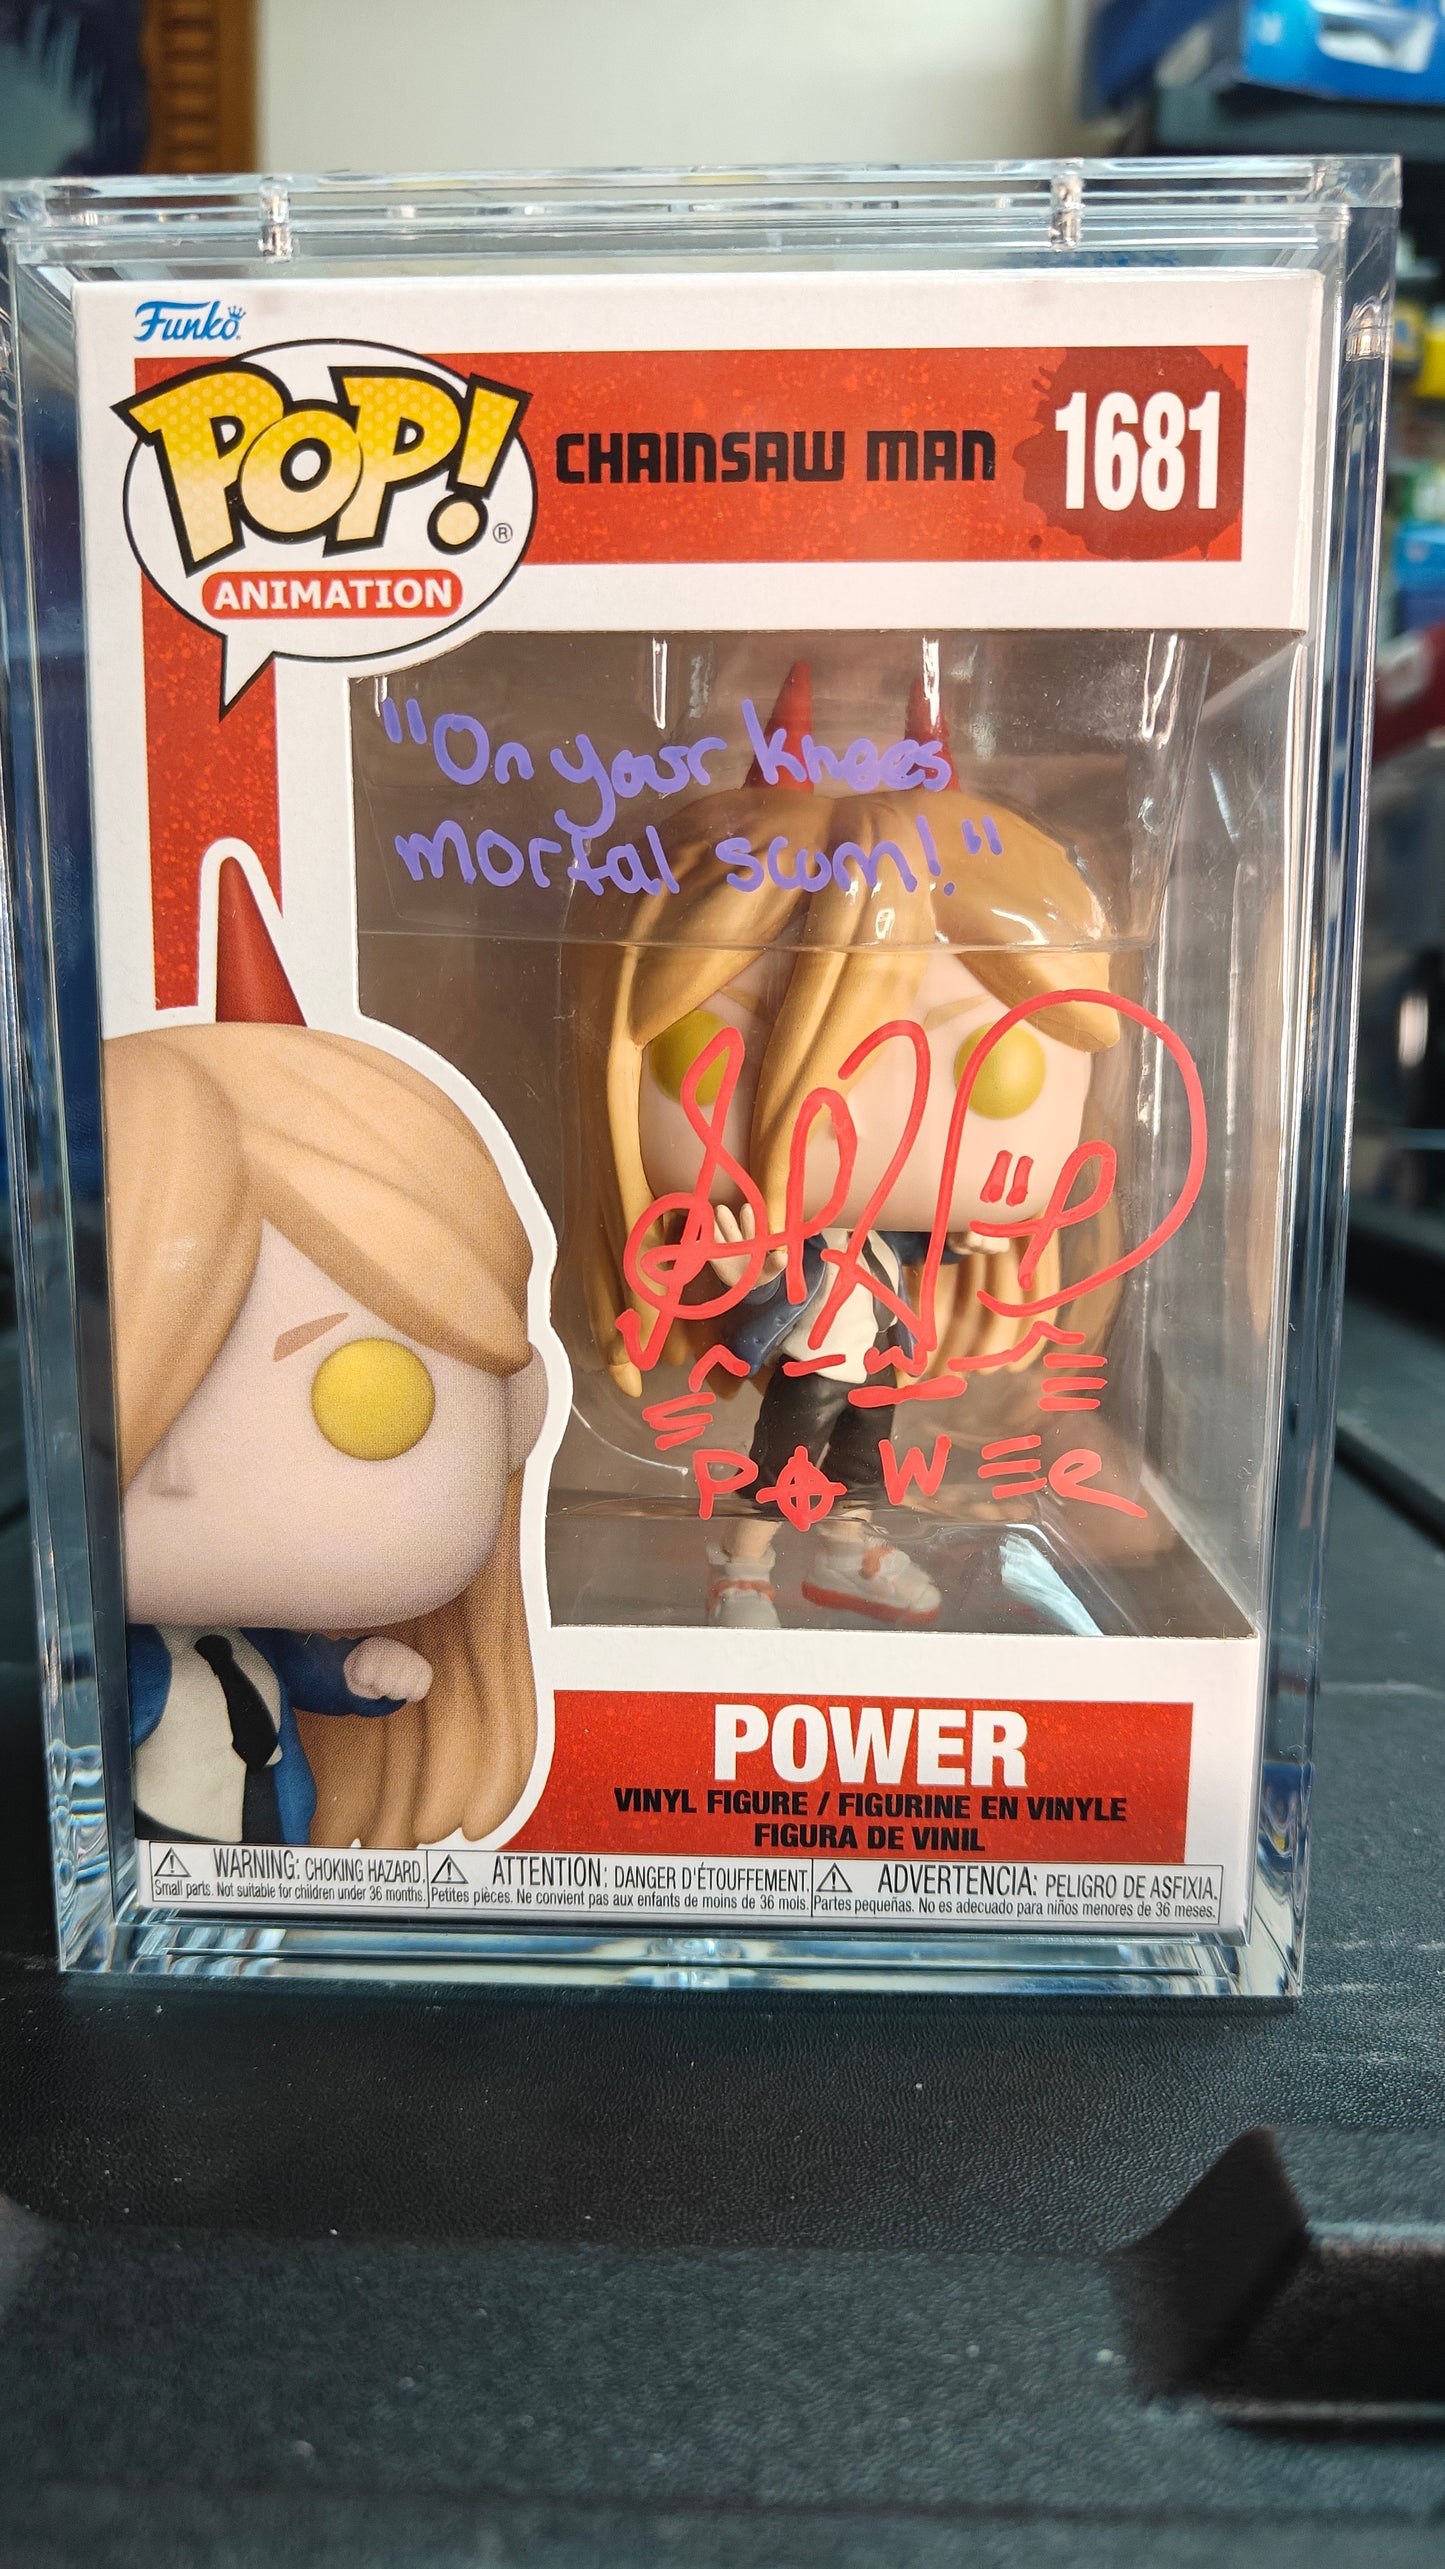 Funko
POP!®
ANIMATION
CHAINSAW MAN
1681
"On your knees
mortal scum!"
POWER
POWER
VINYL FIGURE / FIGURINE EN VINYLE
FIGURA DE VINIL
WARNING: CHOKING HAZARD.
Small parts. Not suitable for children under 36 months.
ATTENTION: DANGER D'ÉTOUFFEMENT.
Petites pièces. Ne convient pas aux enfants de moins de 36 mois.
ADVERTENCIA: PELIGRO DE ASFIXIA.
Partes pequeñas. No es adecuado para niños menores de 36 meses.